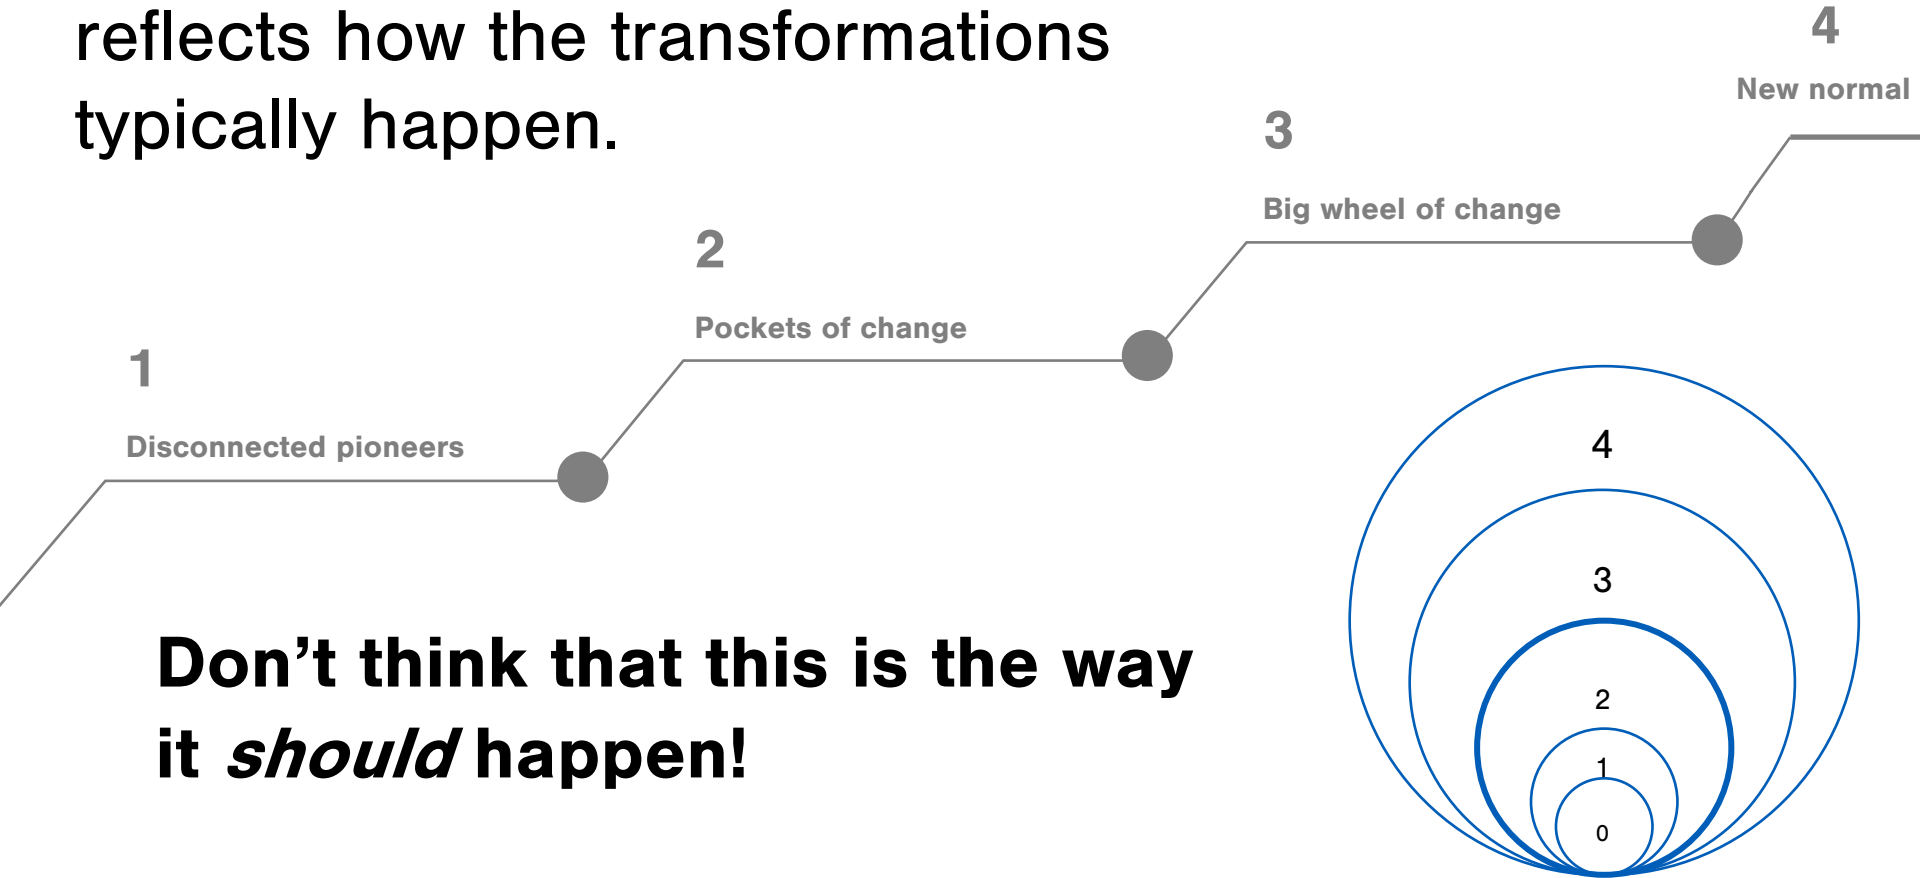 reflects how the transformations
typically happen.
4
New normal
3
Big wheel of change
2
Pockets of change
1
Disconnected pioneers
Don’t think that this is the way
it should happen!
4
3
2
1
0